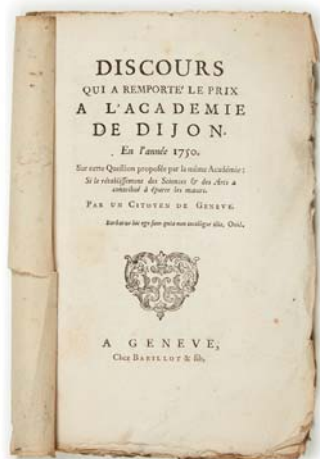 DISCOURS
QUI A REMPORTE' LE PRIX
A L'ACADEMIE
DE DIJON.
En l'année 1750.
Sur cette Question proposée par la même Académie:
Si le rétablissement des Sciences & des Arts a
contribué à épurer les mœurs.
PAR UN CITOYEN DE GENEVE.
Barbarus hic ego sum quia non intelligor illis. Ovid.
A GENEVE,
Chez BARILLOT & fils.